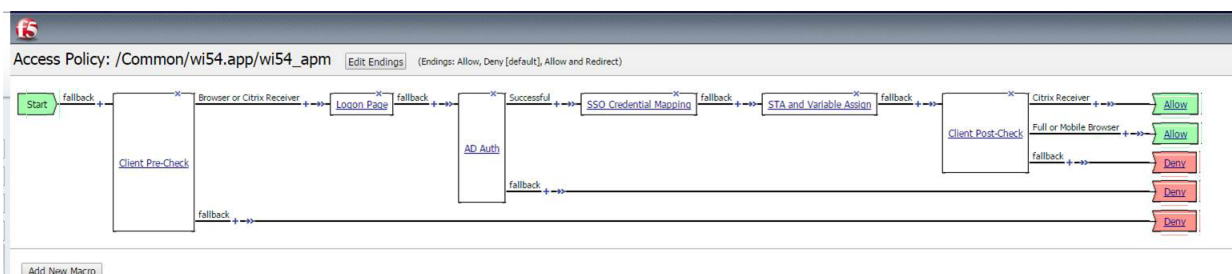 f5
Access Policy: /Common/wi54.app/wi54_apm Edit Endings (Endings: Allow, Deny [default], Allow and Redirect)
Start fallback + Browser or Citrix Receiver + Logon Page fallback + Successful + SSO Credential Mapping fallback + STA and Variable Assign fallback + Citrix Receiver + Allow
Client Post-Check Full or Mobile Browser + Allow
Client Pre-Check AD Auth fallback + Deny
fallback + Deny
fallback + Deny
Add New Macro